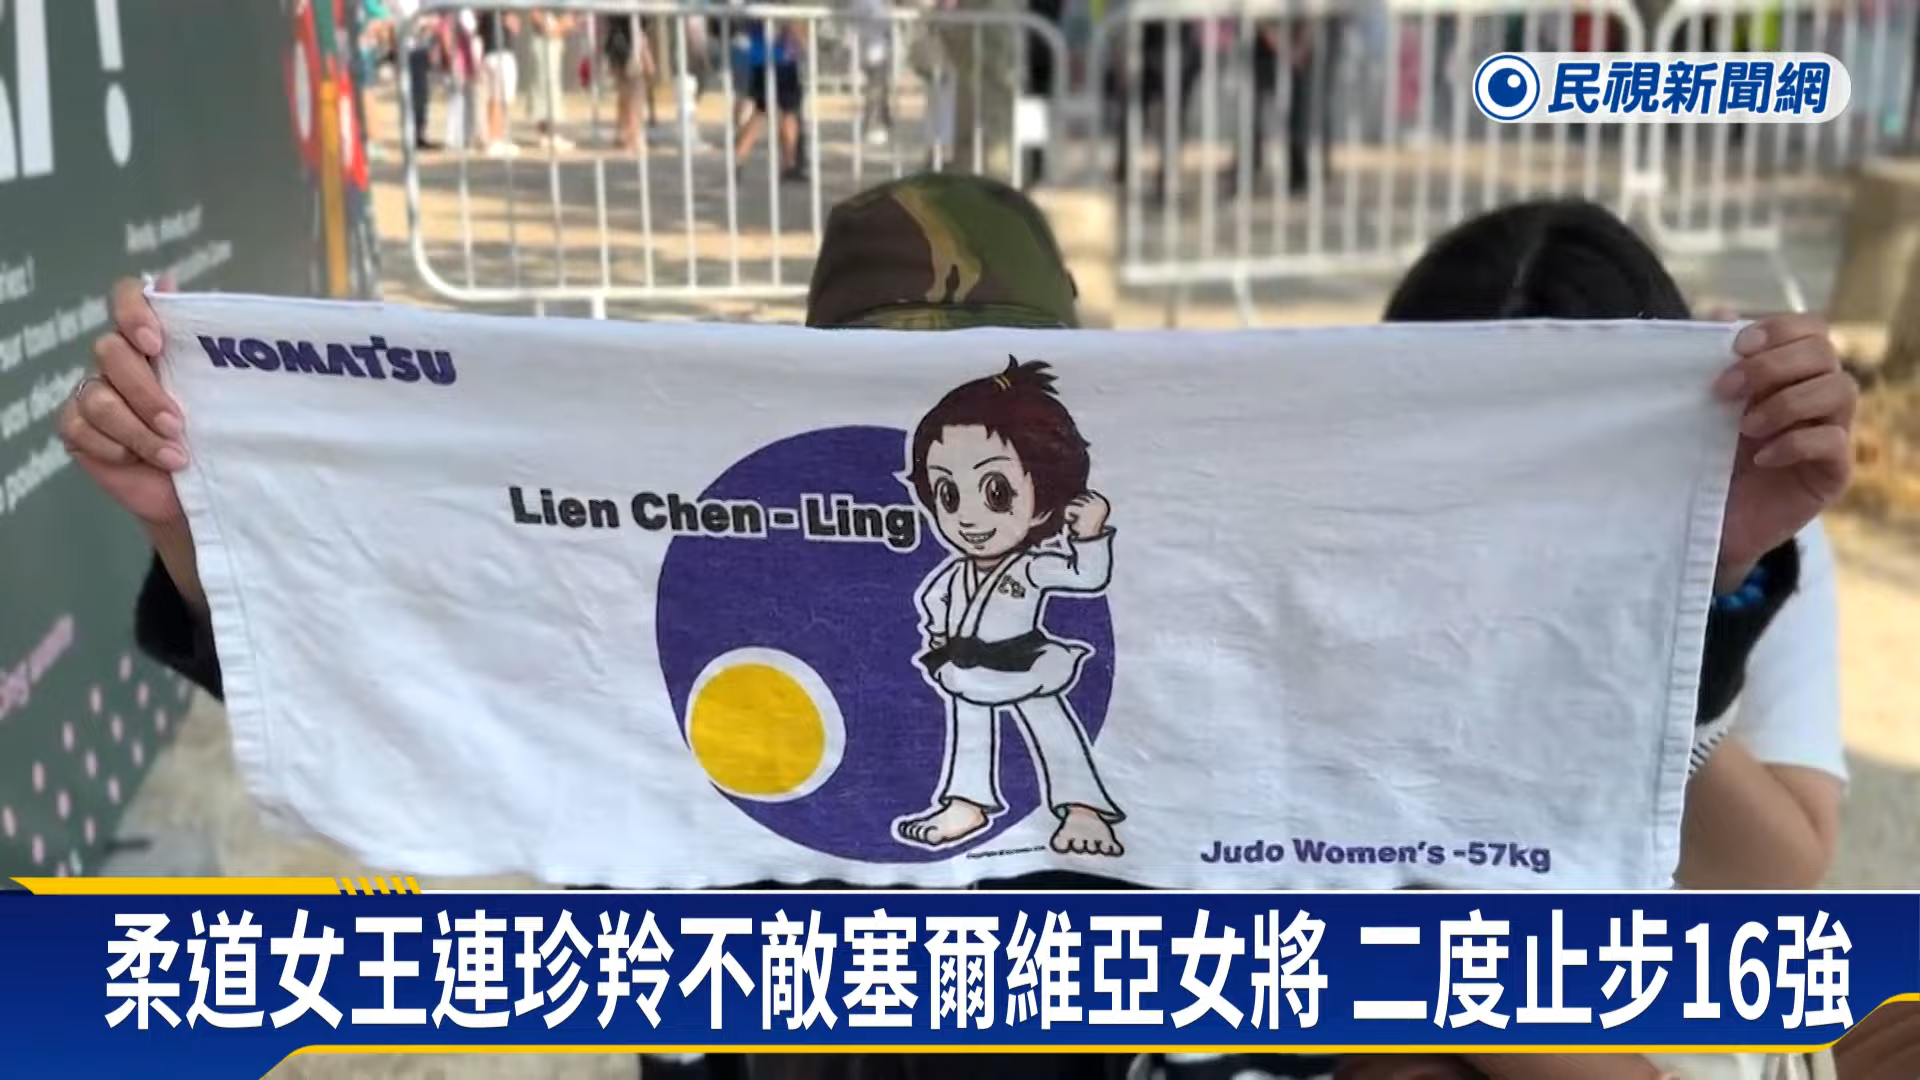 民視新聞網
KOMATSU
Lien Chen-Ling
Judo Women's -57kg
柔道女王連珍羚不敵塞爾維亞女將 二度止步16強